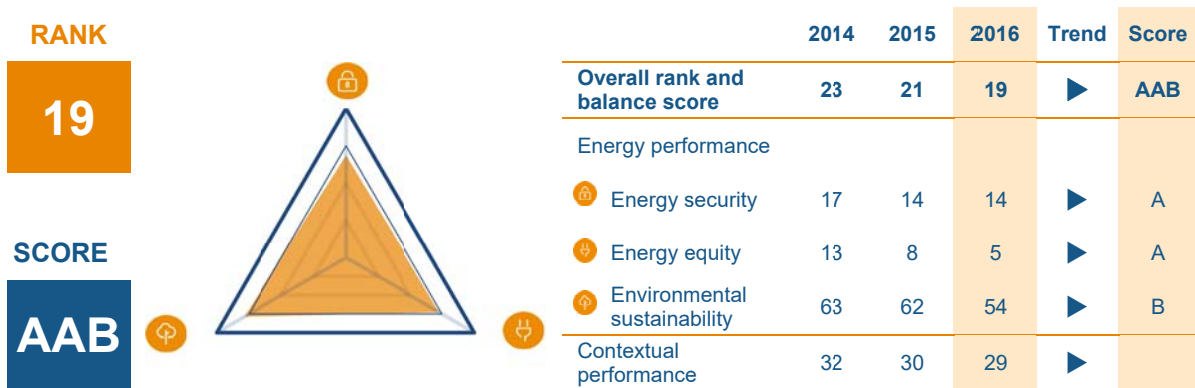 RANK
19
SCORE
AAB
2014 2015 2016 Trend Score
Overall rank and
balance score 23 21 19 AAB
Energy performance
Energy security 17 14 14 A
Energy equity 13 8 5 A
Environmental
sustainability 63 62 54 B
Contextual
performance 32 30 29